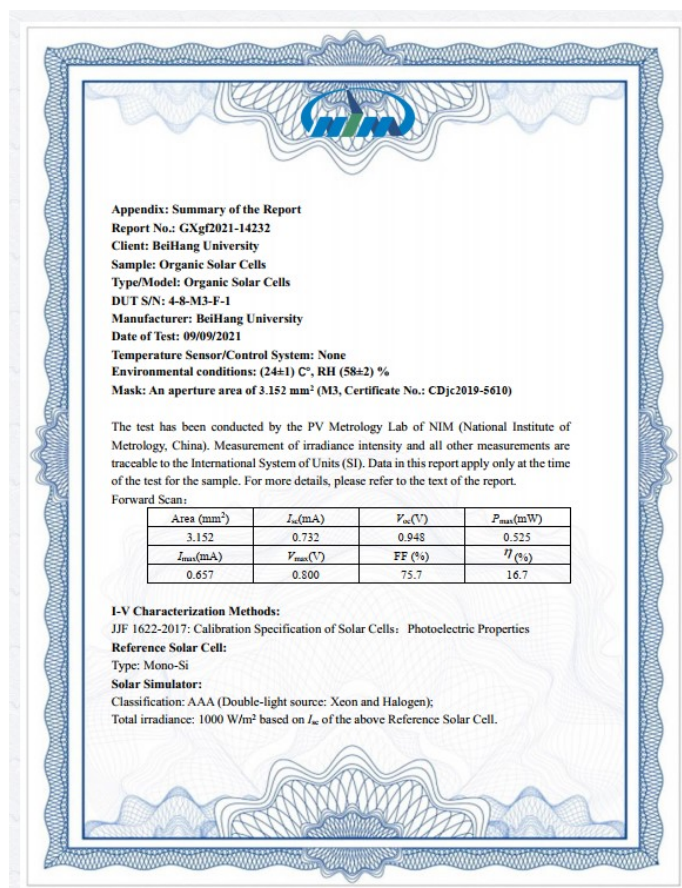 NIM
Appendix: Summary of the Report
Report No.: GXgf2021-14232
Client: BeiHang University
Sample: Organic Solar Cells
Type/Model: Organic Solar Cells
DUT S/N: 4-8-M3-F-1
Manufacturer: BeiHang University
Date of Test: 09/09/2021
Temperature Sensor/Control System: None
Environmental conditions: (24±1) C°, RH (58±2) %
Mask: An aperture area of 3.152 mm² (M3, Certificate No.: CDjc2019-5610)
The test has been conducted by the PV Metrology Lab of NIM (National Institute of
Metrology, China). Measurement of irradiance intensity and all other measurements are
traceable to the International System of Units (SI). Data in this report apply only at the time
of the test for the sample. For more details, please refer to the text of the report.
Forward Scan:
Area (mm²) Isc(mA) Voc(V) Pmax(mW)
3.152 0.732 0.948 0.525
Imax(mA) Vmax(V) FF (%) η (%)
0.657 0.800 75.7 16.7
I-V Characterization Methods:
JJF 1622-2017: Calibration Specification of Solar Cells: Photoelectric Properties
Reference Solar Cell:
Type: Mono-Si
Solar Simulator:
Classification: AAA (Double-light source: Xeon and Halogen);
Total irradiance: 1000 W/m² based on Isc of the above Reference Solar Cell.